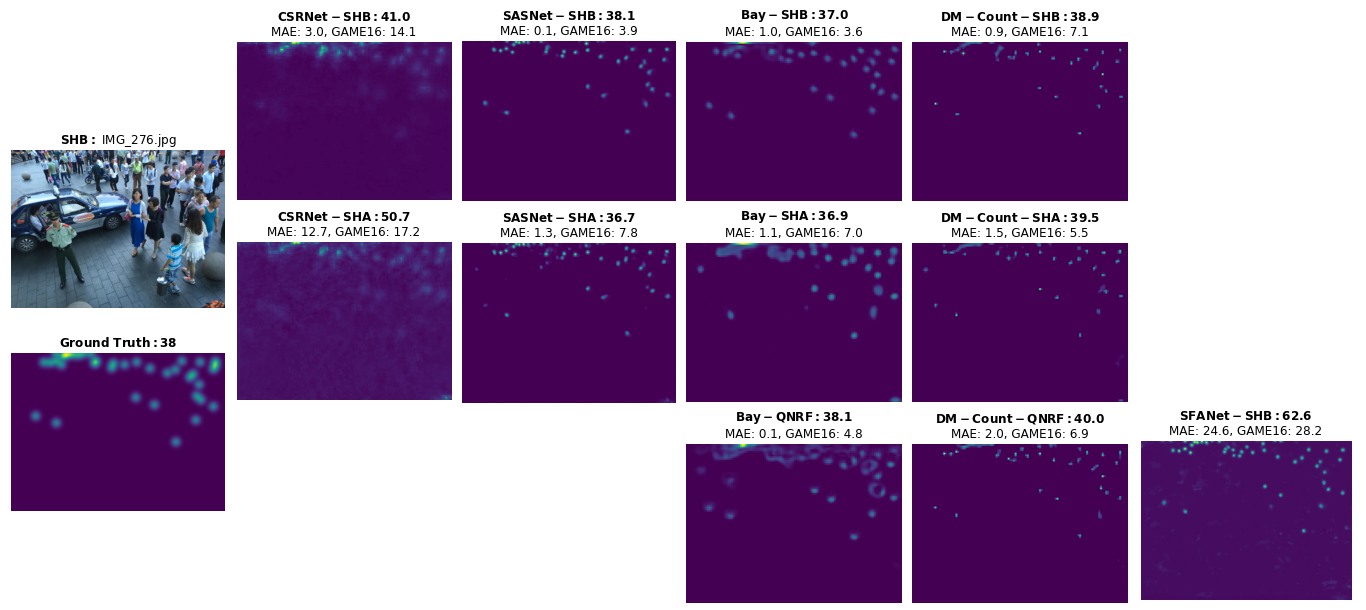 CSRNet−SHB:41.0
MAE: 3.0, GAME16: 14.1
SASNet−SHB:38.1
MAE: 0.1, GAME16: 3.9
Bay−SHB:37.0
MAE: 1.0, GAME16: 3.6
DM−Count−SHB:38.9
MAE: 0.9, GAME16: 7.1
SHB: IMG_276.jpg
CSRNet−SHA:50.7
MAE: 12.7, GAME16: 17.2
SASNet−SHA:36.7
MAE: 1.3, GAME16: 7.8
Bay−SHA:36.9
MAE: 1.1, GAME16: 7.0
DM−Count−SHA:39.5
MAE: 1.5, GAME16: 5.5
Ground Truth:38
Bay−QNRF:38.1
MAE: 0.1, GAME16: 4.8
DM−Count−QNRF:40.0
MAE: 2.0, GAME16: 6.9
SFANet−SHB:62.6
MAE: 24.6, GAME16: 28.2